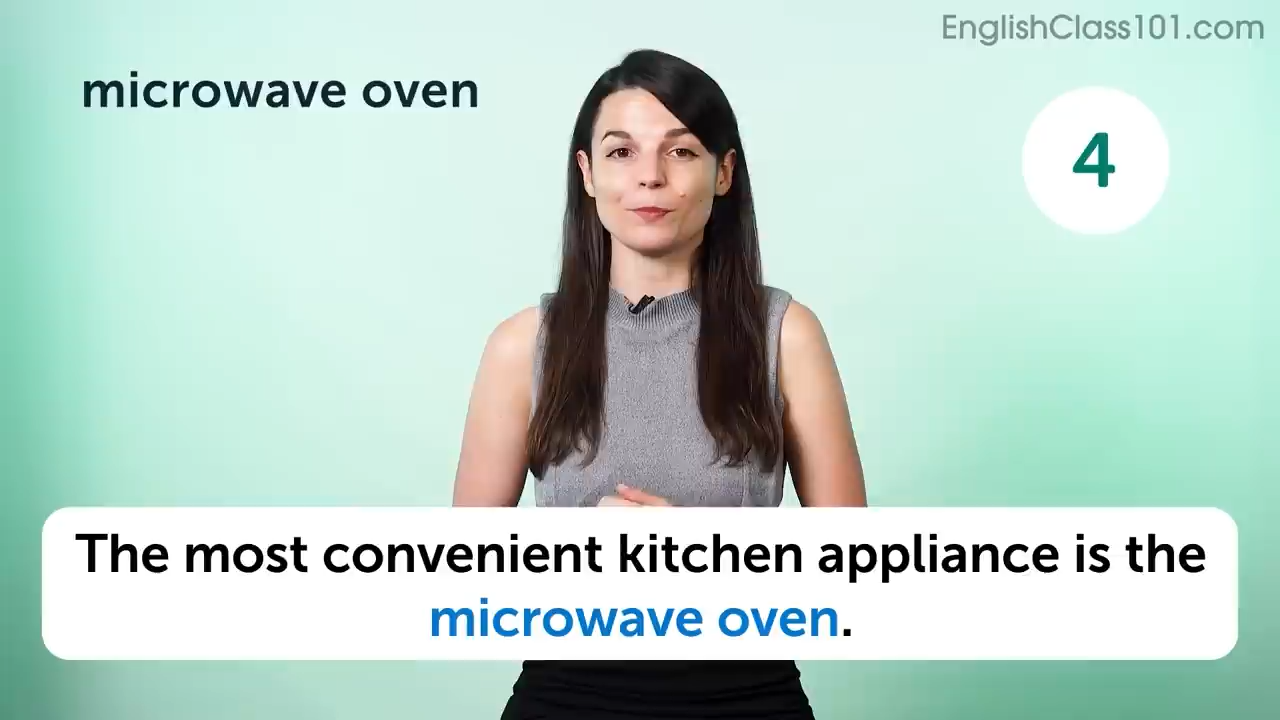 EnglishClass101.com
microwave oven
4
The most convenient kitchen appliance is the
microwave oven.